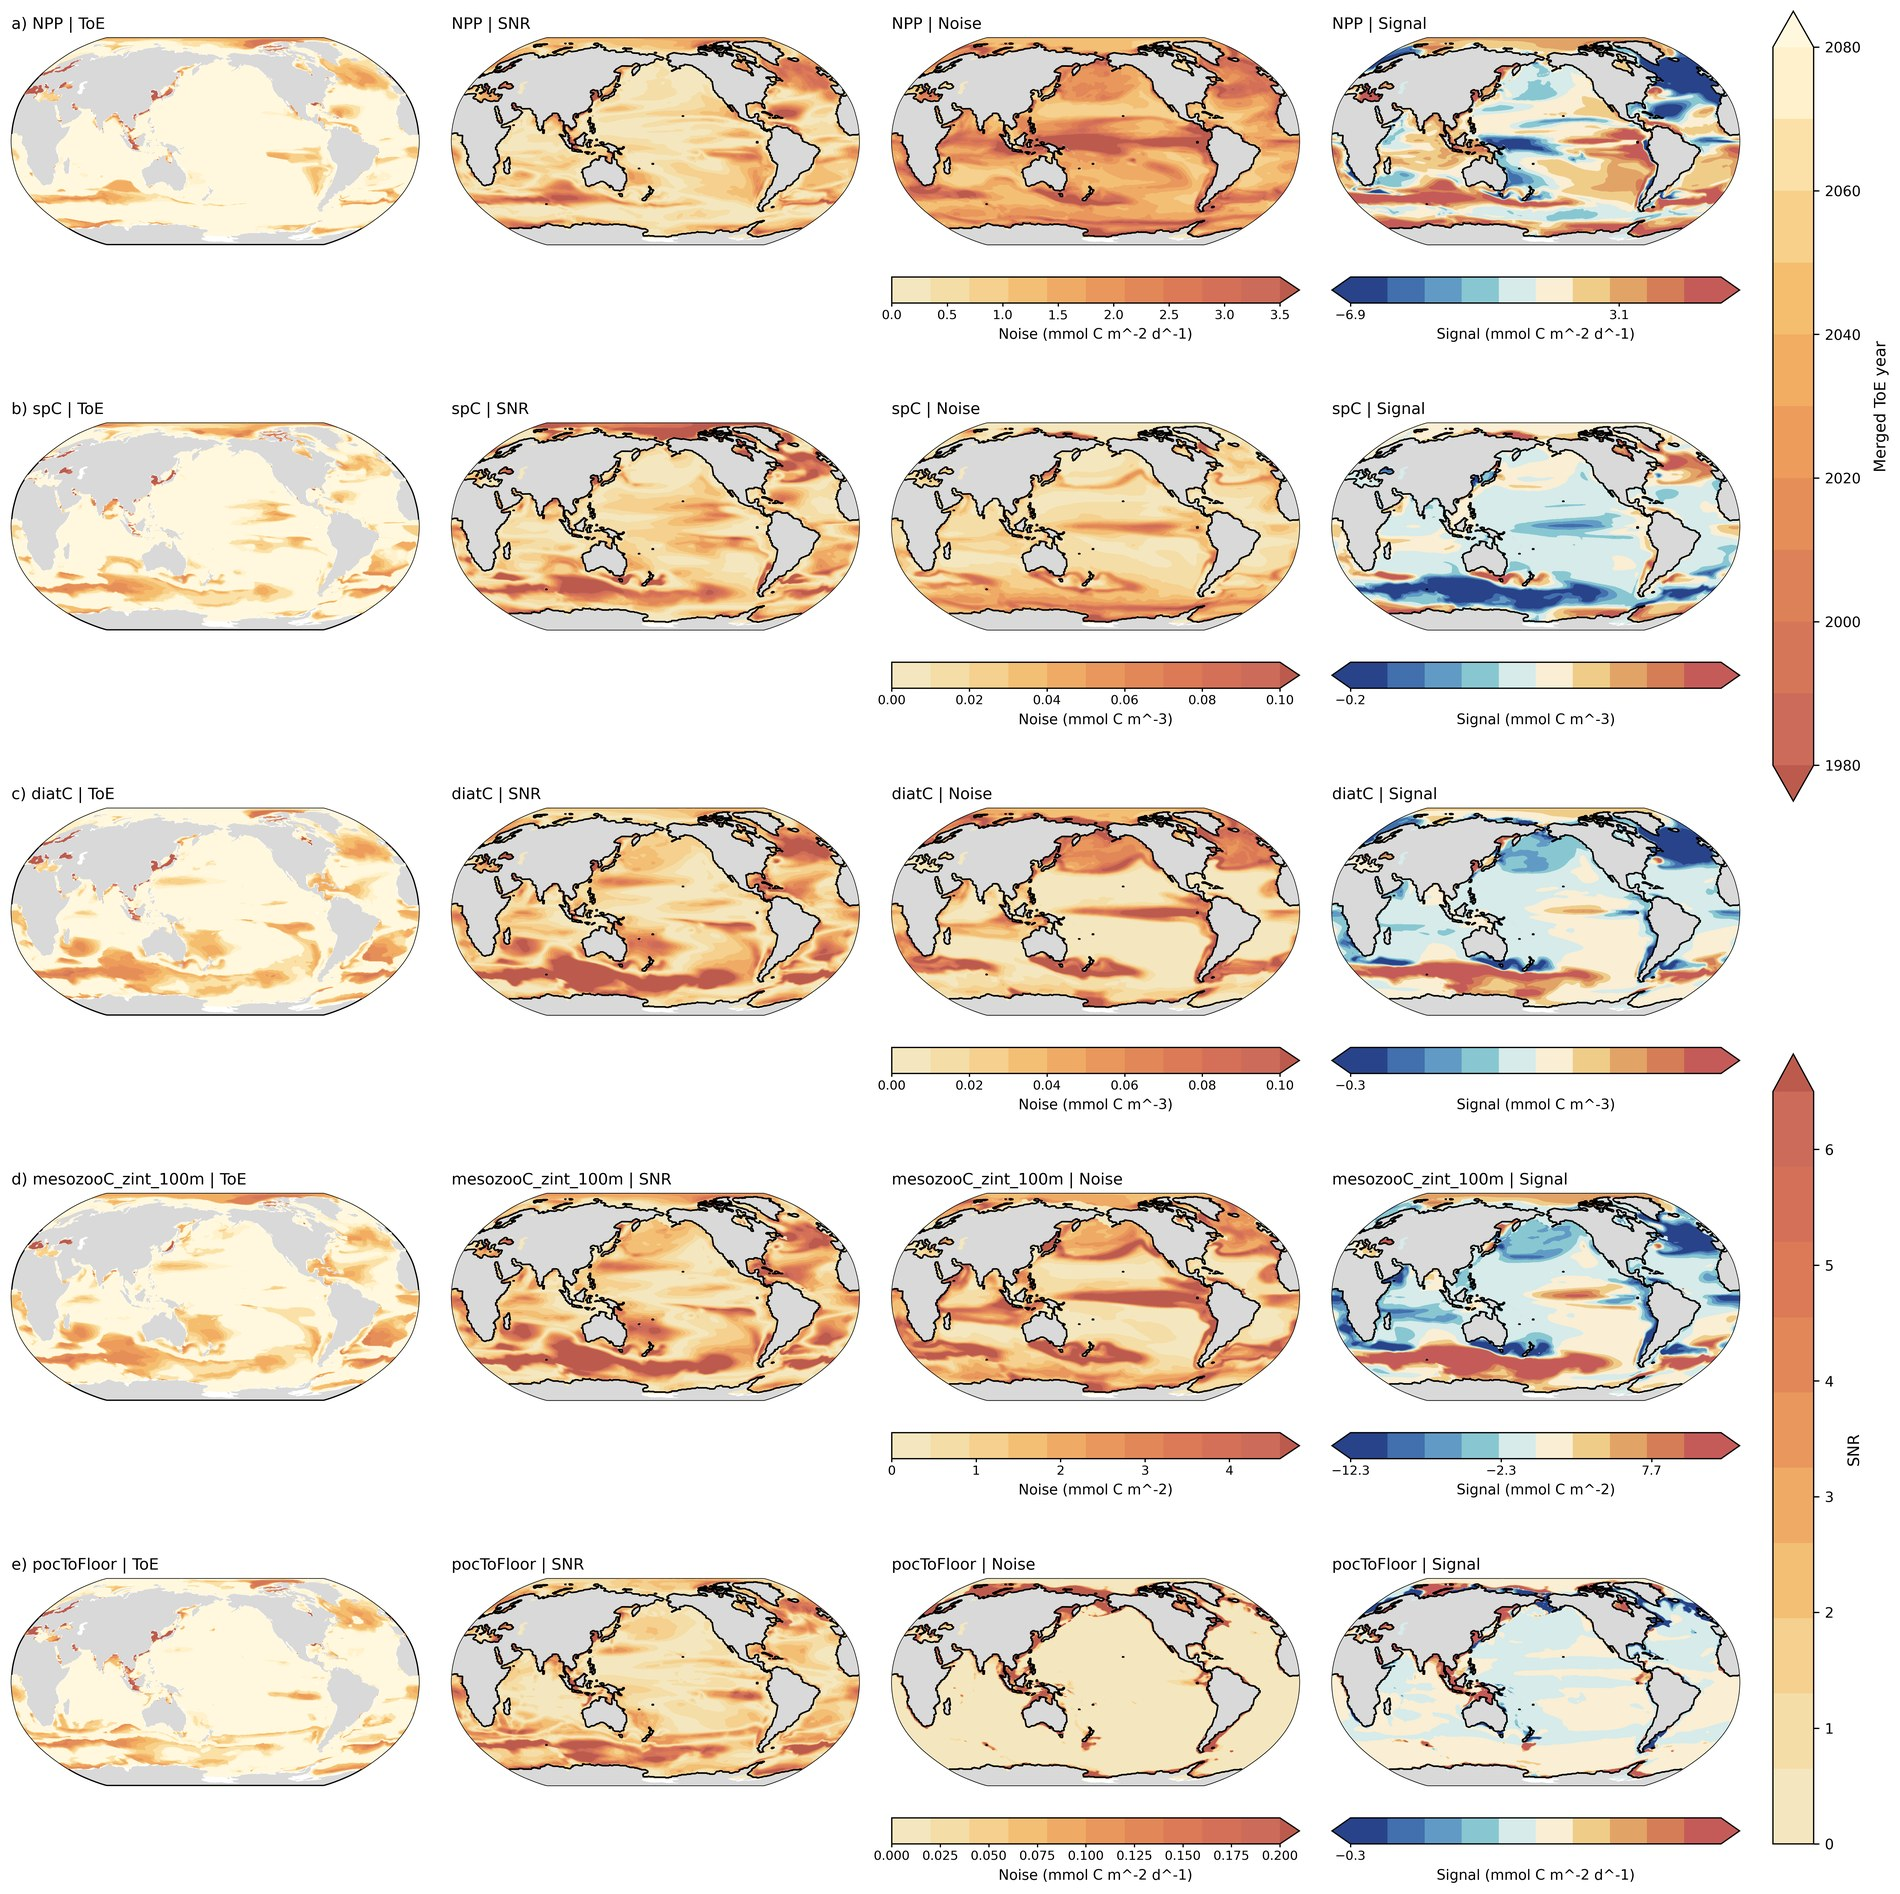 a) NPP | ToE
NPP | SNR
NPP | Noise
NPP | Signal
0.0 0.5 1.0 1.5 2.0 2.5 3.0 3.5
Noise (mmol C m^-2 d^-1)
−6.9 3.1
Signal (mmol C m^-2 d^-1)
b) spC | ToE
spC | SNR
spC | Noise
spC | Signal
0.00 0.02 0.04 0.06 0.08 0.10
Noise (mmol C m^-3)
−0.2
Signal (mmol C m^-3)
2080
2060
2040
2020
2000
1980
Merged ToE year
c) diatC | ToE
diatC | SNR
diatC | Noise
diatC | Signal
0.00 0.02 0.04 0.06 0.08 0.10
Noise (mmol C m^-3)
−0.3
Signal (mmol C m^-3)
d) mesozooC_zint_100m | ToE
mesozooC_zint_100m | SNR
mesozooC_zint_100m | Noise
mesozooC_zint_100m | Signal
0 1 2 3 4
Noise (mmol C m^-2)
−12.3 −2.3 7.7
Signal (mmol C m^-2)
e) pocToFloor | ToE
pocToFloor | SNR
pocToFloor | Noise
pocToFloor | Signal
0.000 0.025 0.050 0.075 0.100 0.125 0.150 0.175 0.200
Noise (mmol C m^-2 d^-1)
−0.3
Signal (mmol C m^-2 d^-1)
6
5
4
3
2
1
0
SNR